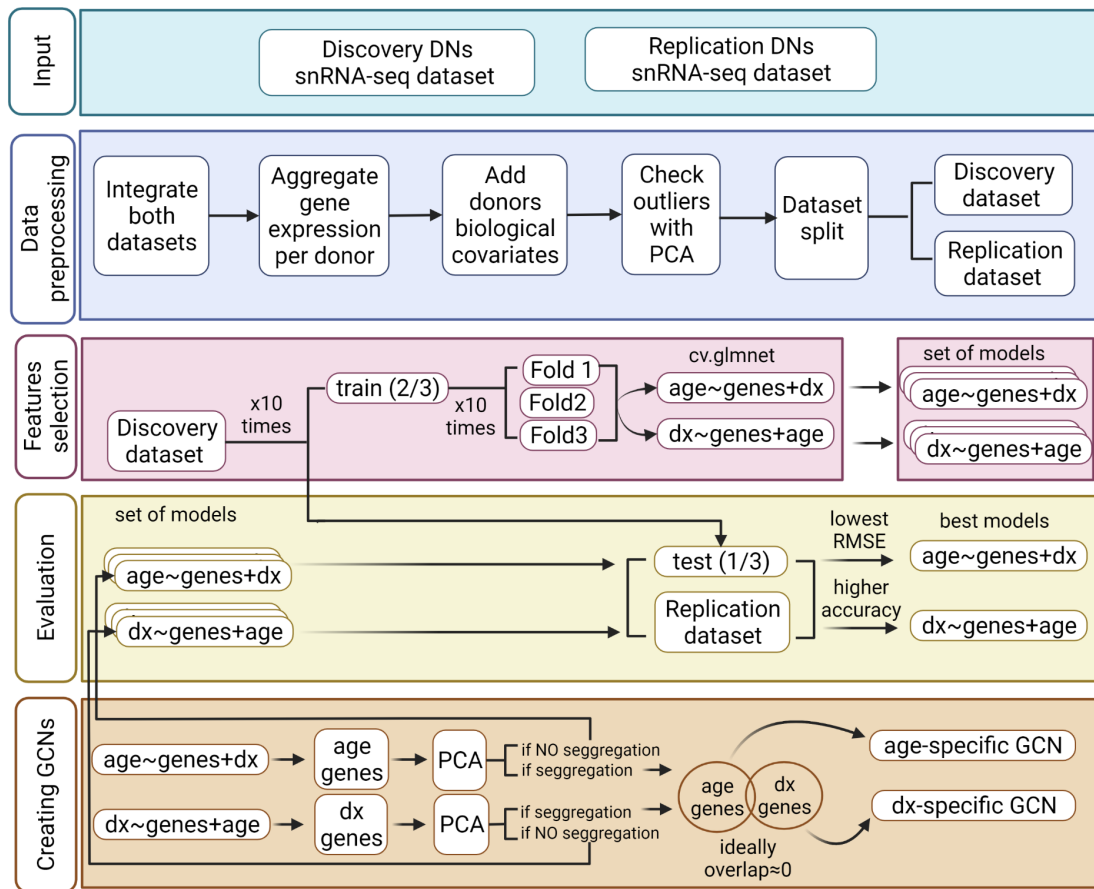 Input
Discovery DNs
snRNA-seq dataset
Replication DNs
snRNA-seq dataset
Data
preprocessing
Integrate
both
datasets
Aggregate
gene
expression
per donor
Add
donors
biological
covariates
Check
outliers
with
PCA
Dataset
split
Discovery
dataset
Replication
dataset
Features
selection
Discovery
dataset
x10
times
train (2/3)
x10
times
Fold 1
Fold2
Fold3
cv.glmnet
age~genes+dx
dx~genes+age
set of models
age~genes+dx
dx~genes+age
Evaluation
set of models
age~genes+dx
dx~genes+age
test (1/3)
Replication
dataset
lowest
RMSE
higher
accuracy
best models
age~genes+dx
dx~genes+age
Creating GCNs
age~genes+dx
age
genes
PCA
if NO seggregation
if seggregation
dx~genes+age
dx
genes
PCA
if seggregation
if NO seggregation
age
genes
dx
genes
ideally
overlap≈0
age-specific GCN
dx-specific GCN